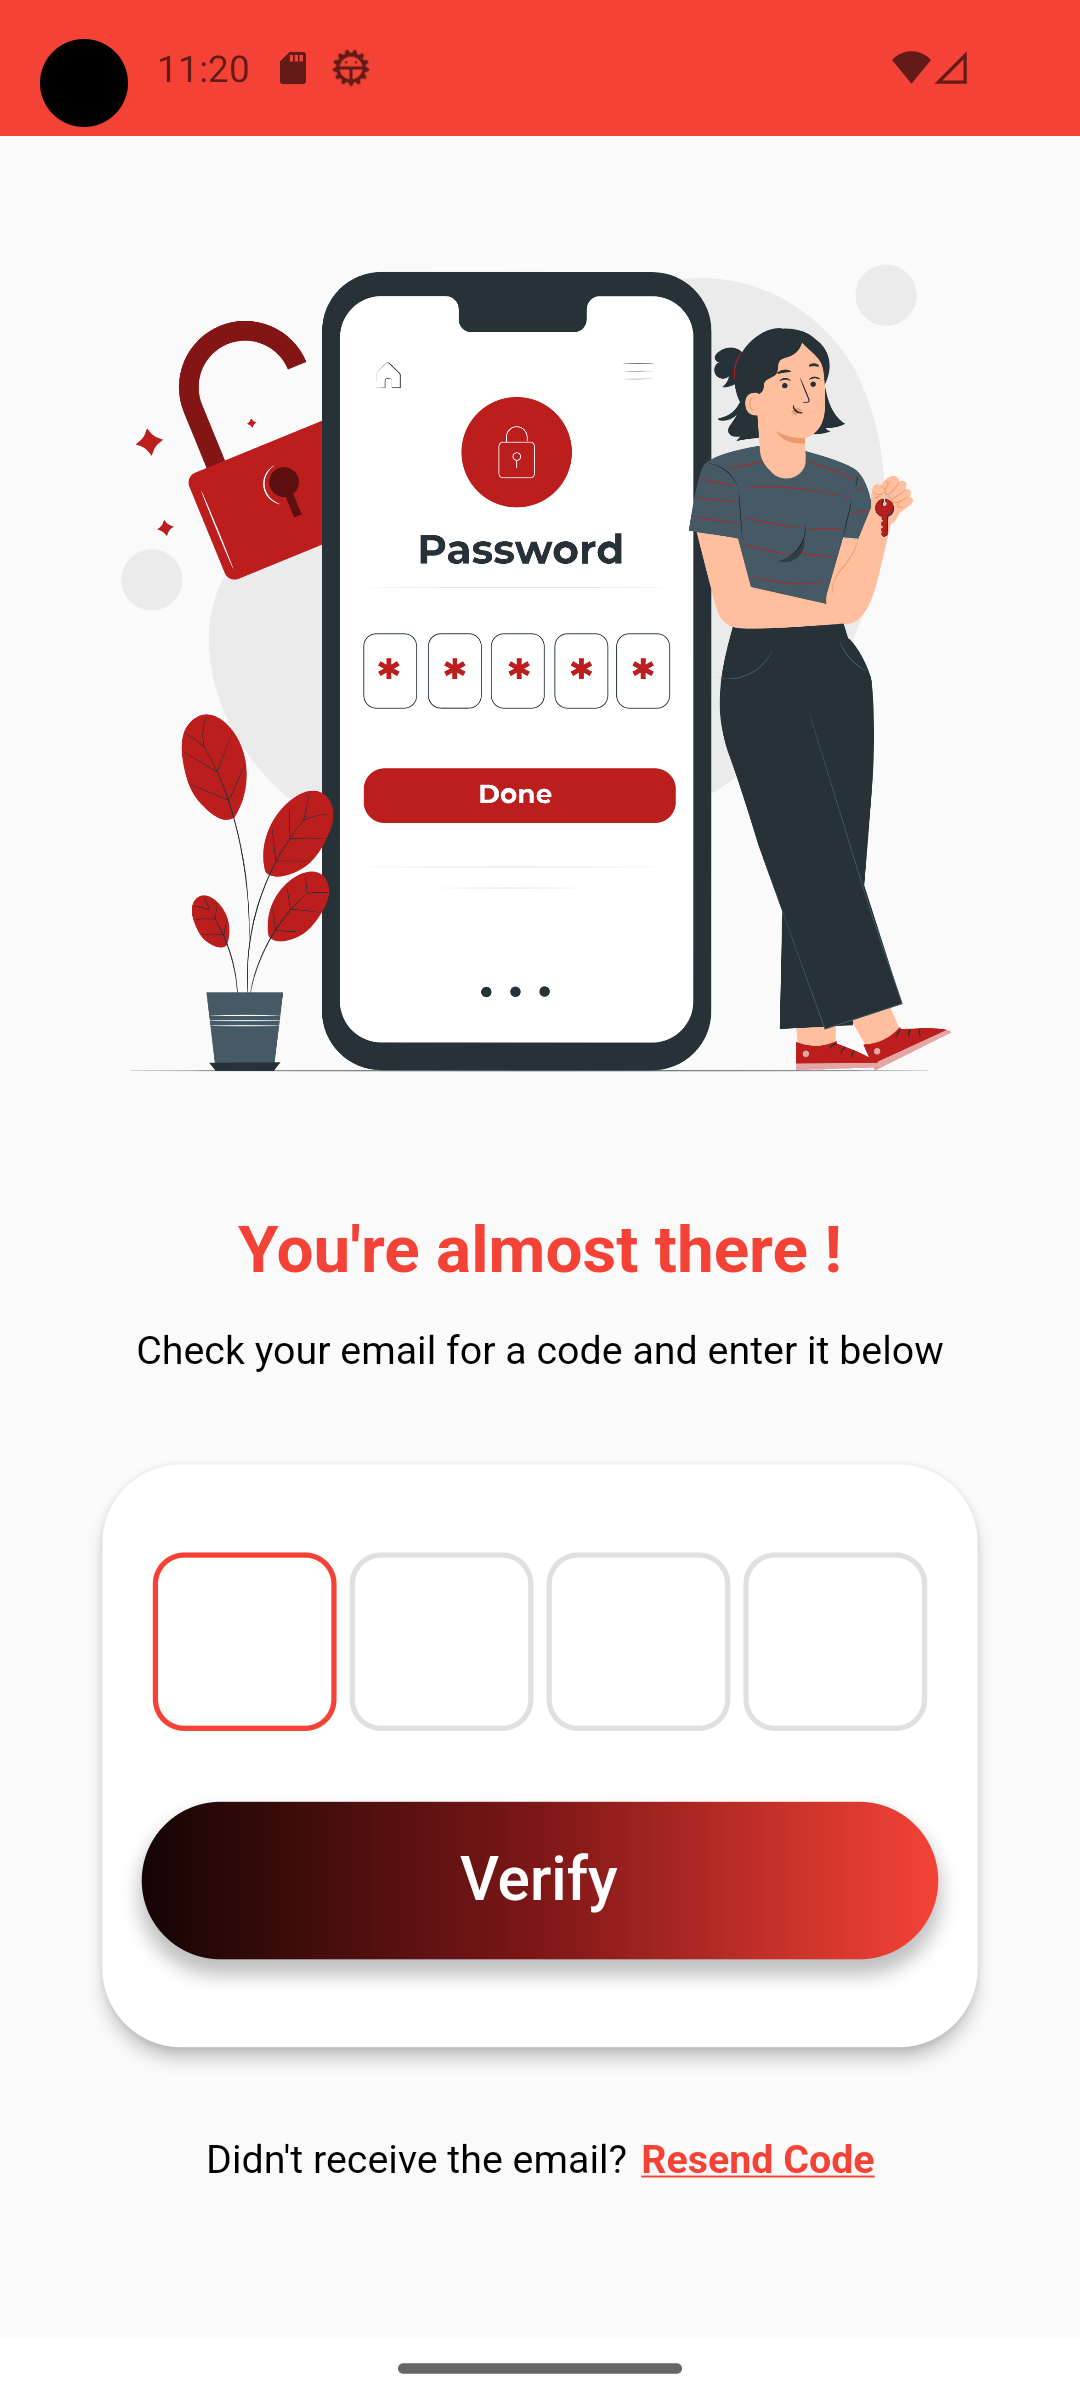 11:20
Password
* * * * *
Done
You're almost there !
Check your email for a code and enter it below
Verify
Didn't receive the email? Resend Code